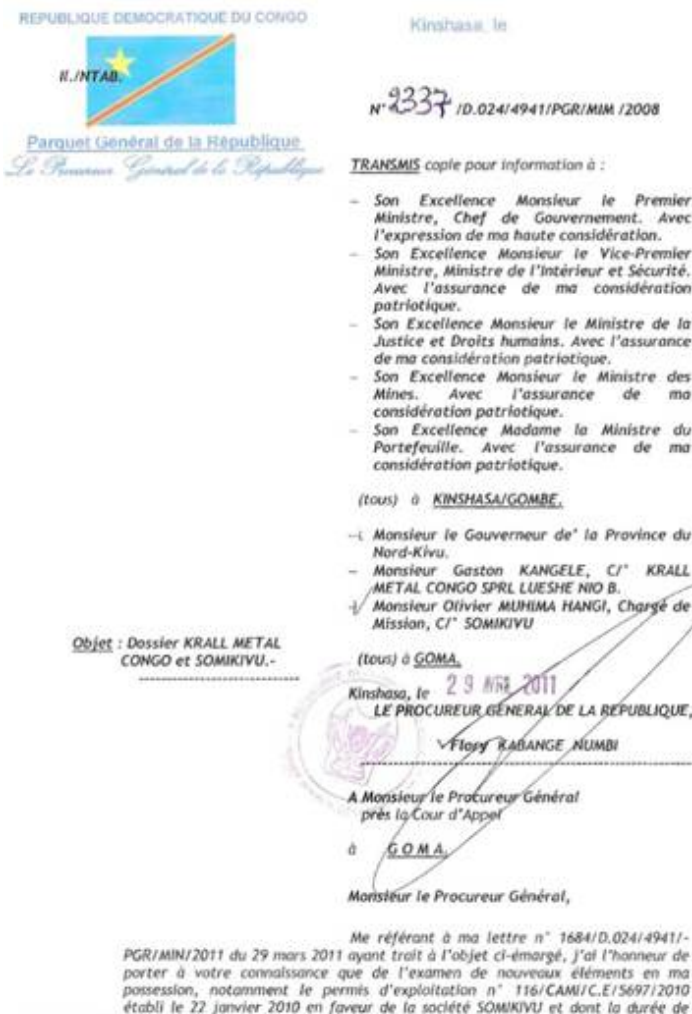 REPUBLIQUE DEMOCRATIQUE DU CONGO
Kinshasa, le
Il./NTAB.
N° 2337 /D.024/4941/PGR/MIM /2008
Parquet Général de la République
Le Procureur Général de la République
TRANSMIS copie pour information à :
- Son Excellence Monsieur le Premier
Ministre, Chef de Gouvernement. Avec
l'expression de ma haute considération.
- Son Excellence Monsieur le Vice-Premier
Ministre, Ministre de l'Intérieur et Sécurité.
Avec l'assurance de ma considération
patriotique.
- Son Excellence Monsieur le Ministre de la
Justice et Droits humains. Avec l'assurance
de ma considération patriotique.
- Son Excellence Monsieur le Ministre des
Mines. Avec l'assurance de ma
considération patriotique.
- Son Excellence Madame la Ministre du
Portefeuille. Avec l'assurance de ma
considération patriotique.
(tous) à KINSHASA/GOMBE.
- Monsieur le Gouverneur de° la Province du
Nord-Kivu.
- Monsieur Gaston KANGELE, C/° KRALL
METAL CONGO SPRL LUESHE NIO B.
- Monsieur Olivier MUHIMA HANGI, Chargé de
Mission, C/° SOMIKIVU
Objet : Dossier KRALL METAL
CONGO et SOMIKIVU.-
(tous) à GOMA.
Kinshasa, le 29 AVR. 2011
LE PROCUREUR GENERAL DE LA REPUBLIQUE,
Flory KABANGE NUMBI
A Monsieur le Procureur Général
près la Cour d'Appel
à G O M A.
Monsieur le Procureur Général,
Me référant à ma lettre n° 1684/D.024/4941/-
PGR/MIN/2011 du 29 mars 2011 ayant trait à l'objet ci-émargé, j'ai l'honneur de
porter à votre connaissance que de l'examen de nouveaux éléments en ma
possession, notamment le permis d'exploitation n° 116/CAMI/C.E/5697/2010
établi le 22 janvier 2010 en faveur de la société SOMIKIVU et dont la durée de